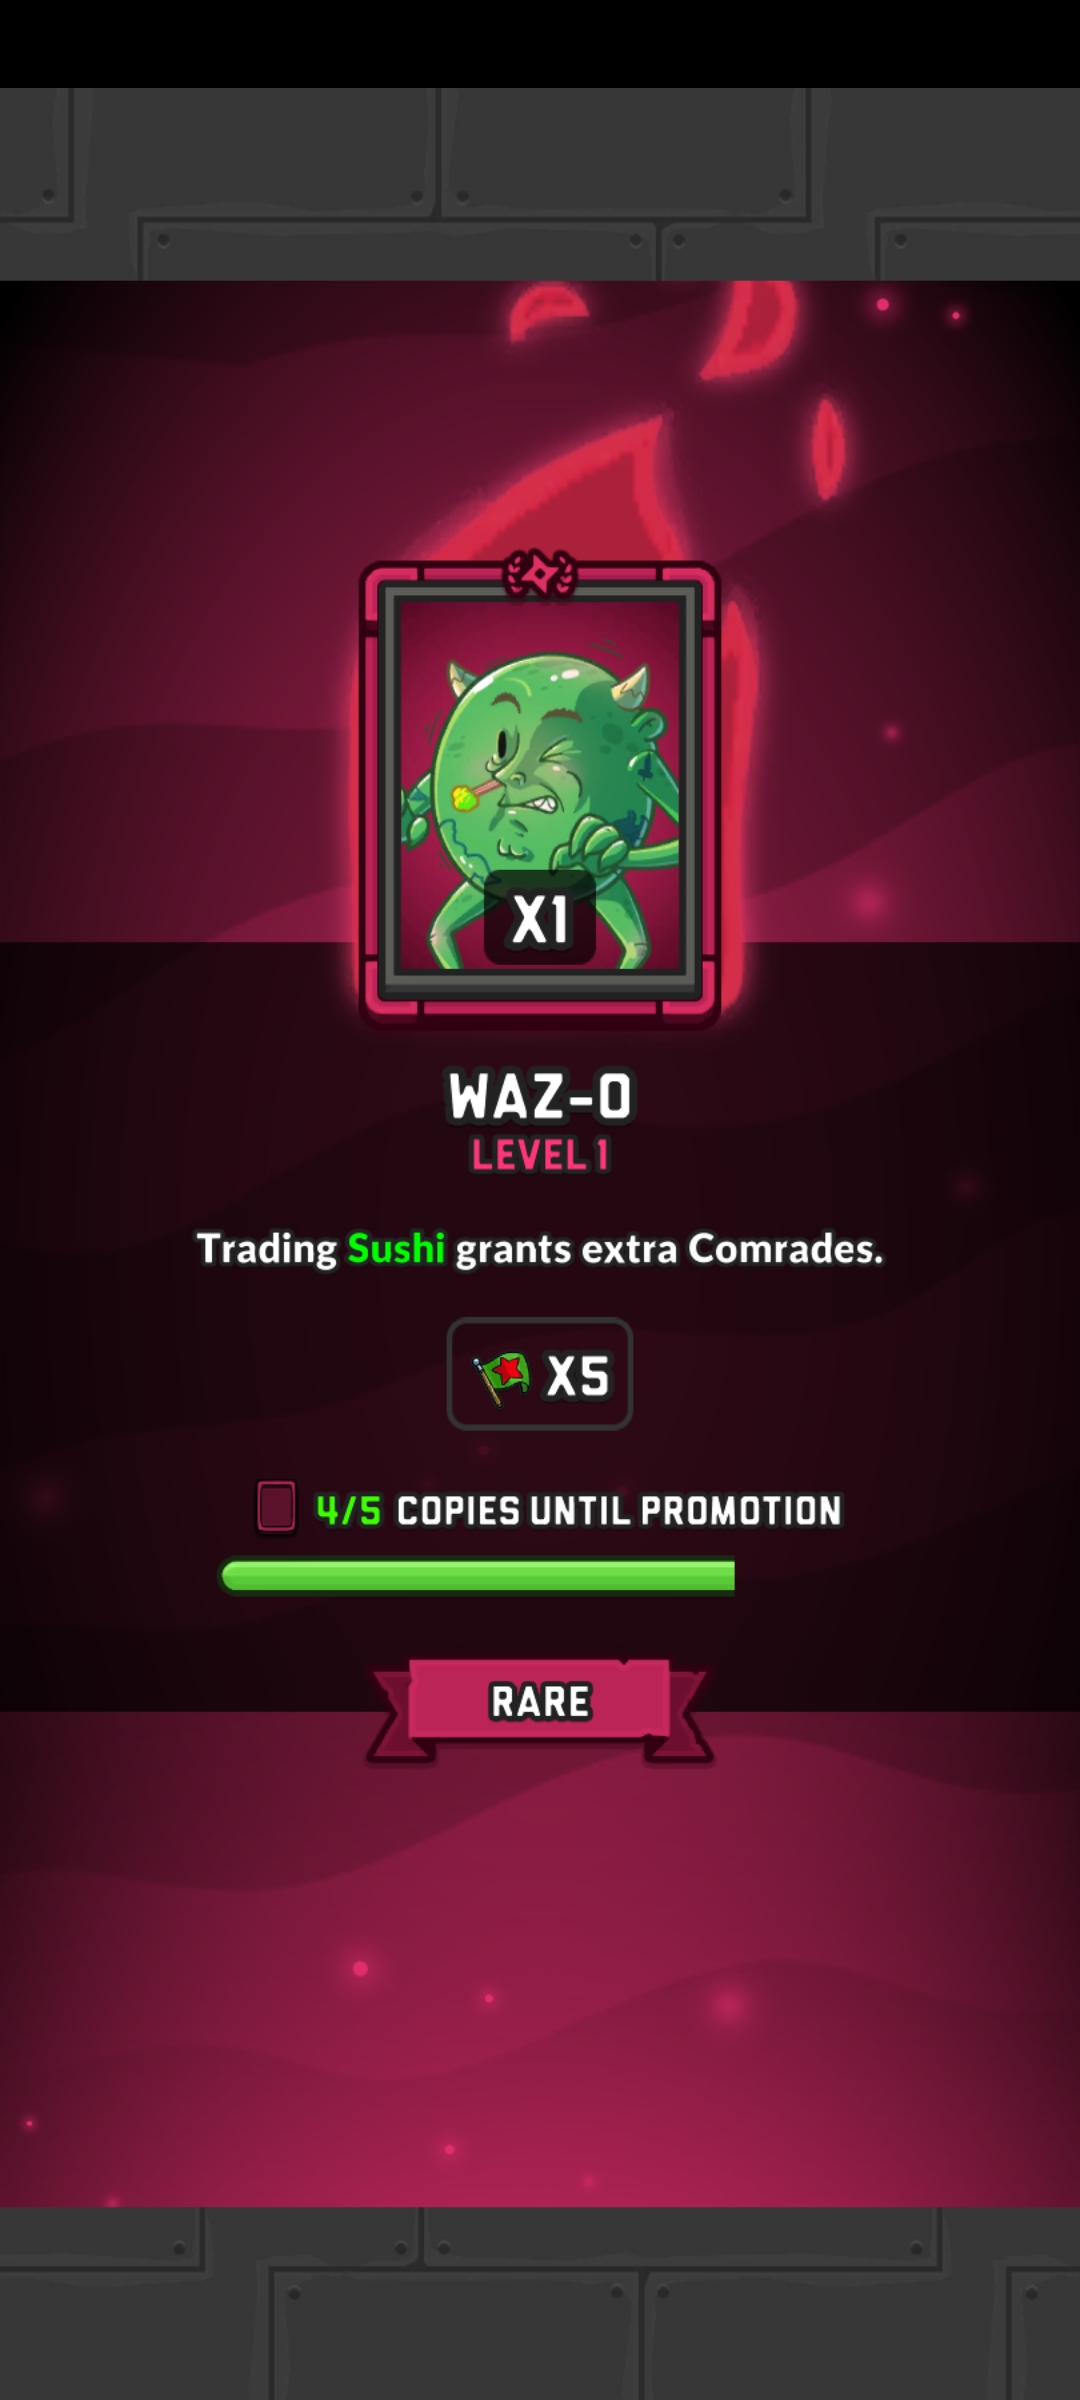 X1
WAZ-O
LEVEL 1
Trading Sushi grants extra Comrades.
X5
4/5 COPIES UNTIL PROMOTION
RARE